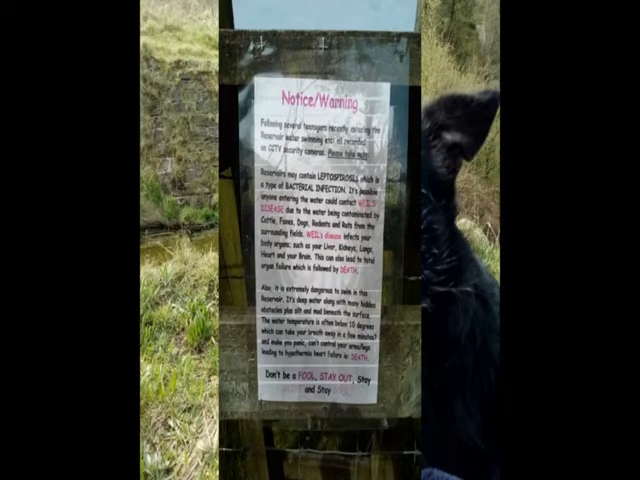 Notice/Warning
Following several teenagers recently entering the
Reservoir water swimming etc: all recorded
on CCTV security cameras. Please take note:
Reservoirs may contain LEPTOSPIROSIS which is
a type of BACTERIAL INFECTION. It's possible
anyone entering the water could contact WEIL'S
DISEASE due to the water being contaminated by
Cattle, Foxes, Dogs, Rodents and Rats from the
surrounding fields. WEIL's disease infects your
body organs; such as your Liver, Kidneys, Lungs,
Heart and your Brain. This can also lead to total
organ failure which is followed by DEATH.
Also, it is extremely dangerous to swim in this
Reservoir. It's deep water along with many hidden
obstacles plus silt and mud beneath the surface.
The water temperature is often below 10 degrees
which can take your breath away in a few minutes?
and make you panic, can't control your arms/legs
leading to hypothermia heart failure ie: DEATH.
Don't be a FOOL, STAY OUT, Stay
and Stay